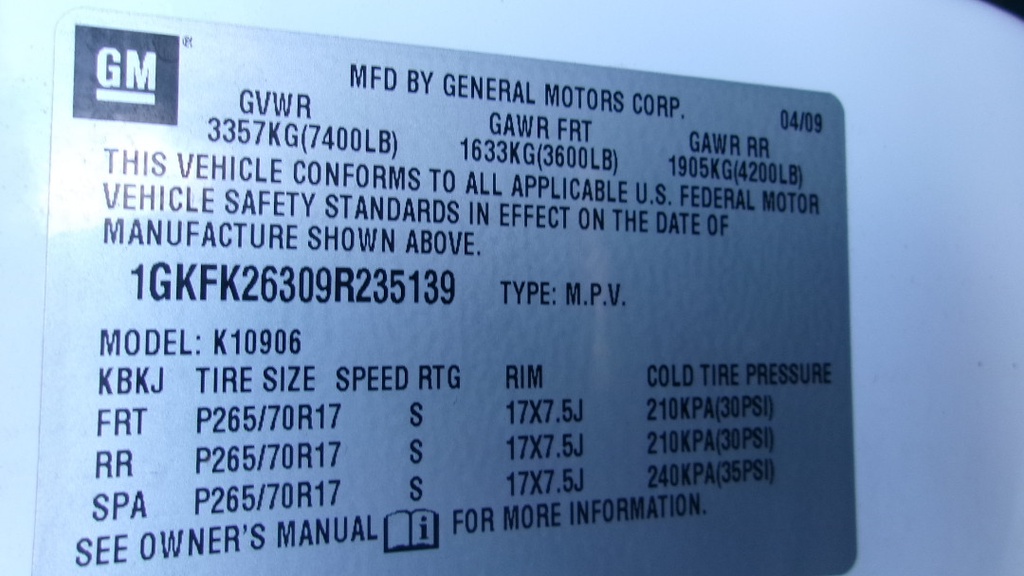 GM®
MFD BY GENERAL MOTORS CORP. 04/09
GVWR GAWR FRT GAWR RR
3357KG(7400LB) 1633KG(3600LB) 1905KG(4200LB)
THIS VEHICLE CONFORMS TO ALL APPLICABLE U.S. FEDERAL MOTOR
VEHICLE SAFETY STANDARDS IN EFFECT ON THE DATE OF
MANUFACTURE SHOWN ABOVE.
1GKFK26309R235139 TYPE: M.P.V.
MODEL: K10906
KBKJ TIRE SIZE SPEED RTG RIM COLD TIRE PRESSURE
FRT P265/70R17 S 17X7.5J 210KPA(30PSI)
RR P265/70R17 S 17X7.5J 210KPA(30PSI)
SPA P265/70R17 S 17X7.5J 240KPA(35PSI)
SEE OWNER'S MANUAL i FOR MORE INFORMATION.